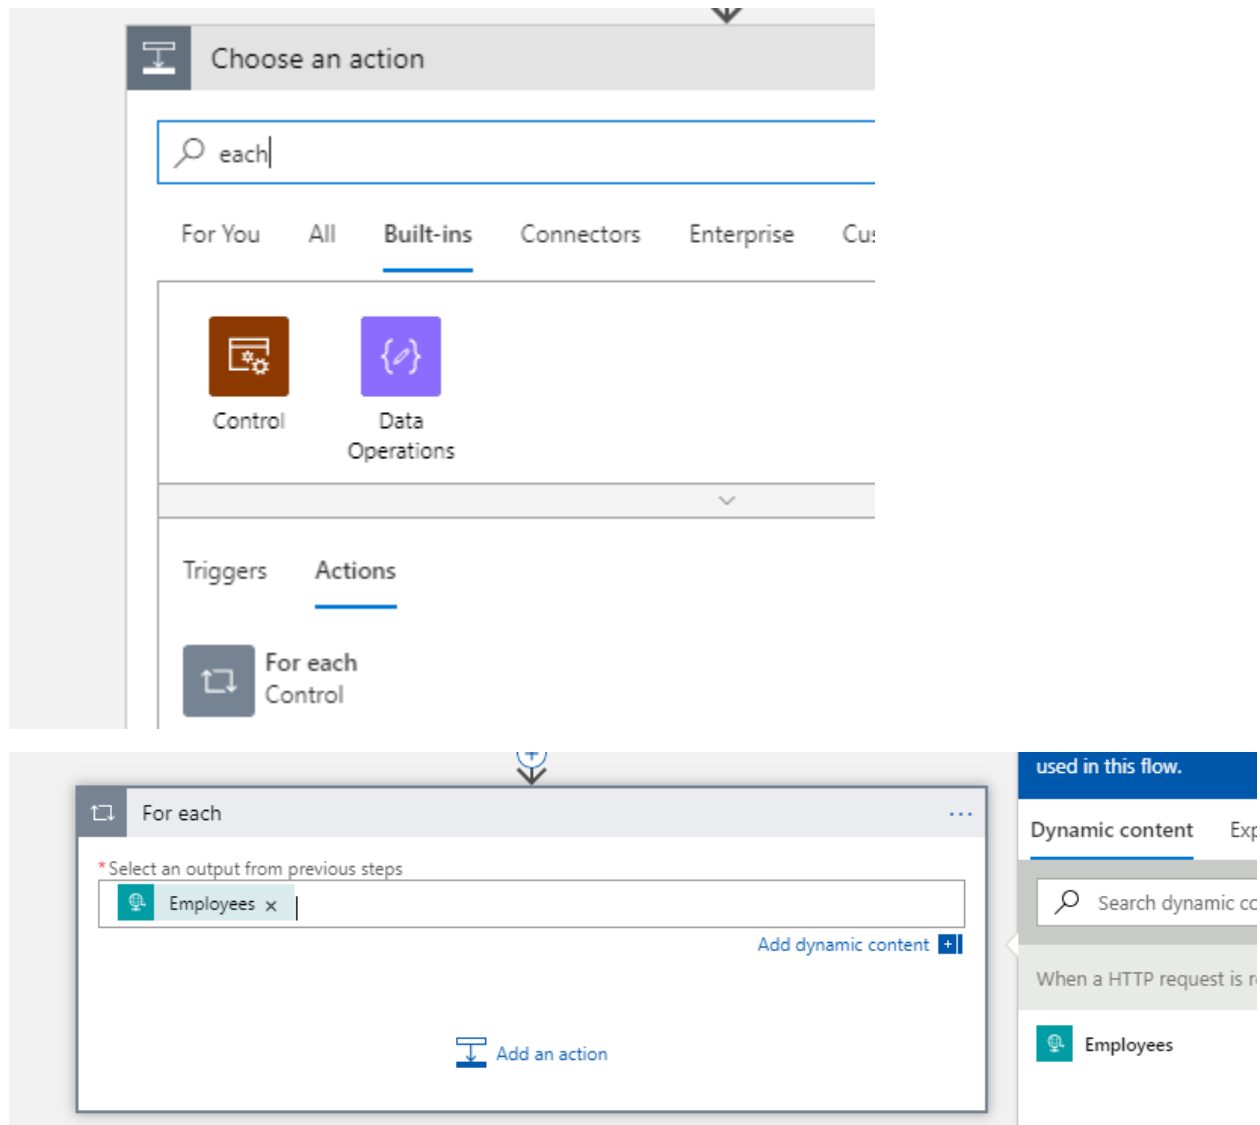 Choose an action
each
For You All Built-ins Connectors Enterprise
Control
Data
Operations
Triggers Actions
For each
Control
used in this flow.
For each
...
* Select an output from previous steps
Employees ×
Add dynamic content +
Add an action
Dynamic content
Search dynamic
When a HTTP request is
Employees